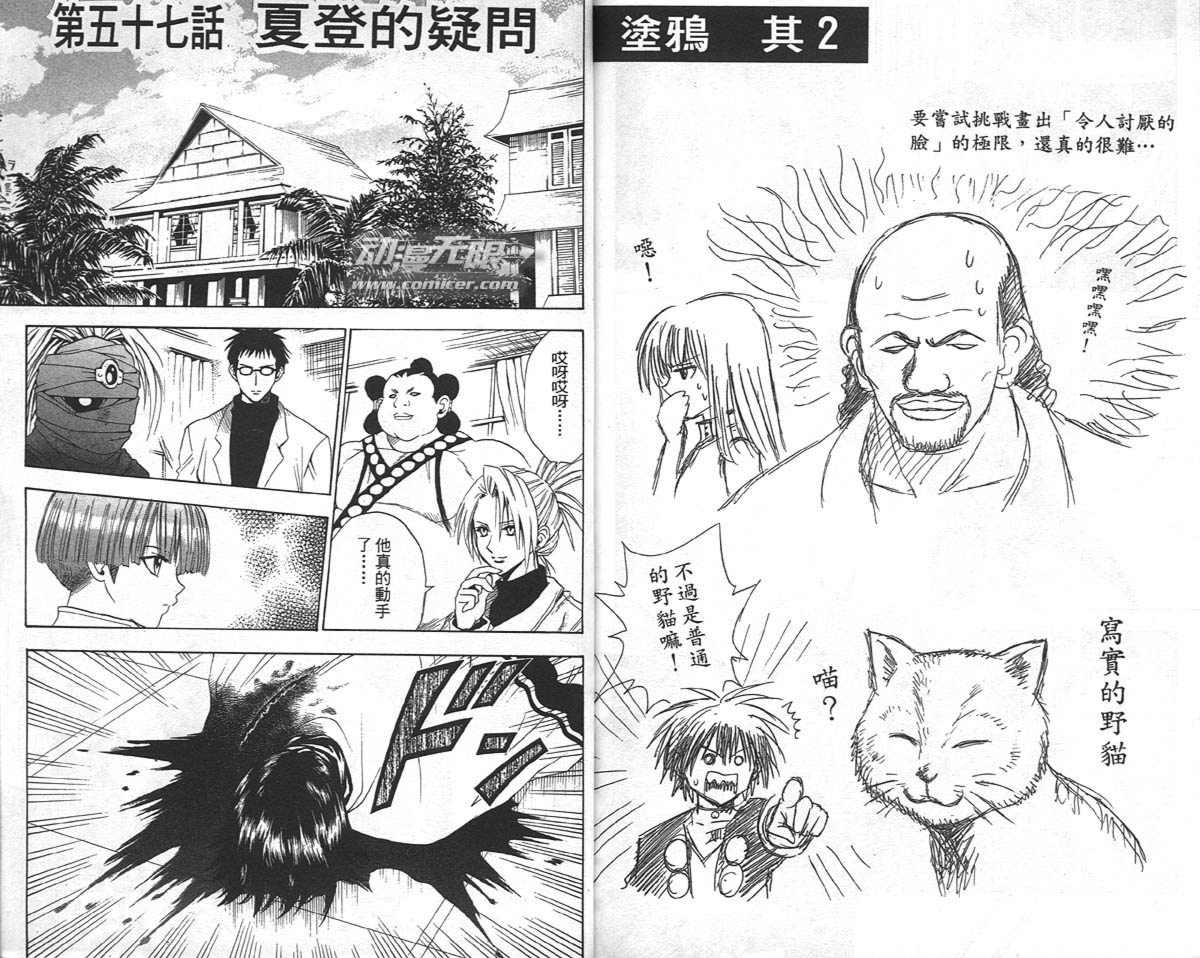 塗鴉　其2
要嘗試挑戰畫出「令人討厭的
臉」的極限，還真的很難…
嘿嘿嘿嘿！
噁！
寫實的野貓
喵？
不過是普通
的野貓嘛！
第五十七話　夏登的疑問
动漫无限
www.comicer.com
哎呀哎呀……
他真的動手
了……
ドン